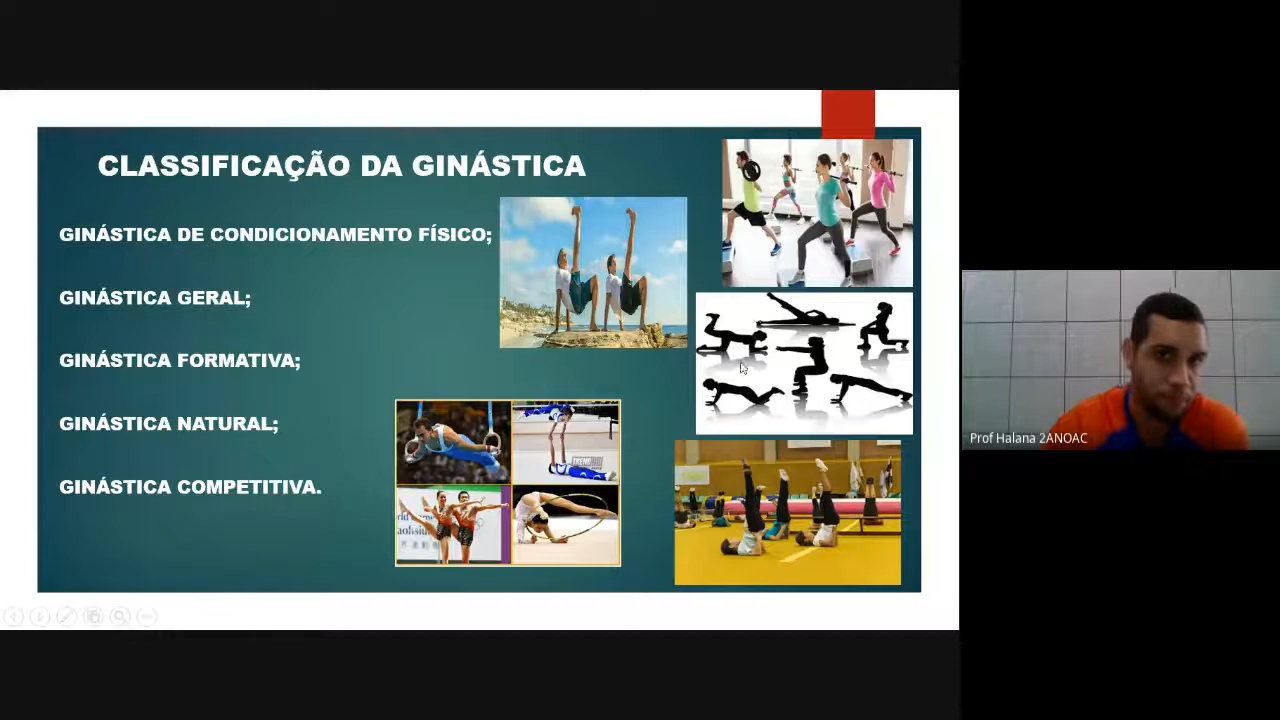 CLASSIFICAÇÃO DA GINÁSTICA
GINÁSTICA DE CONDICIONAMENTO FÍSICO;
GINÁSTICA GERAL;
GINÁSTICA FORMATIVA;
GINÁSTICA NATURAL;
GINÁSTICA COMPETITIVA.
Prof Halana 2ANOAC